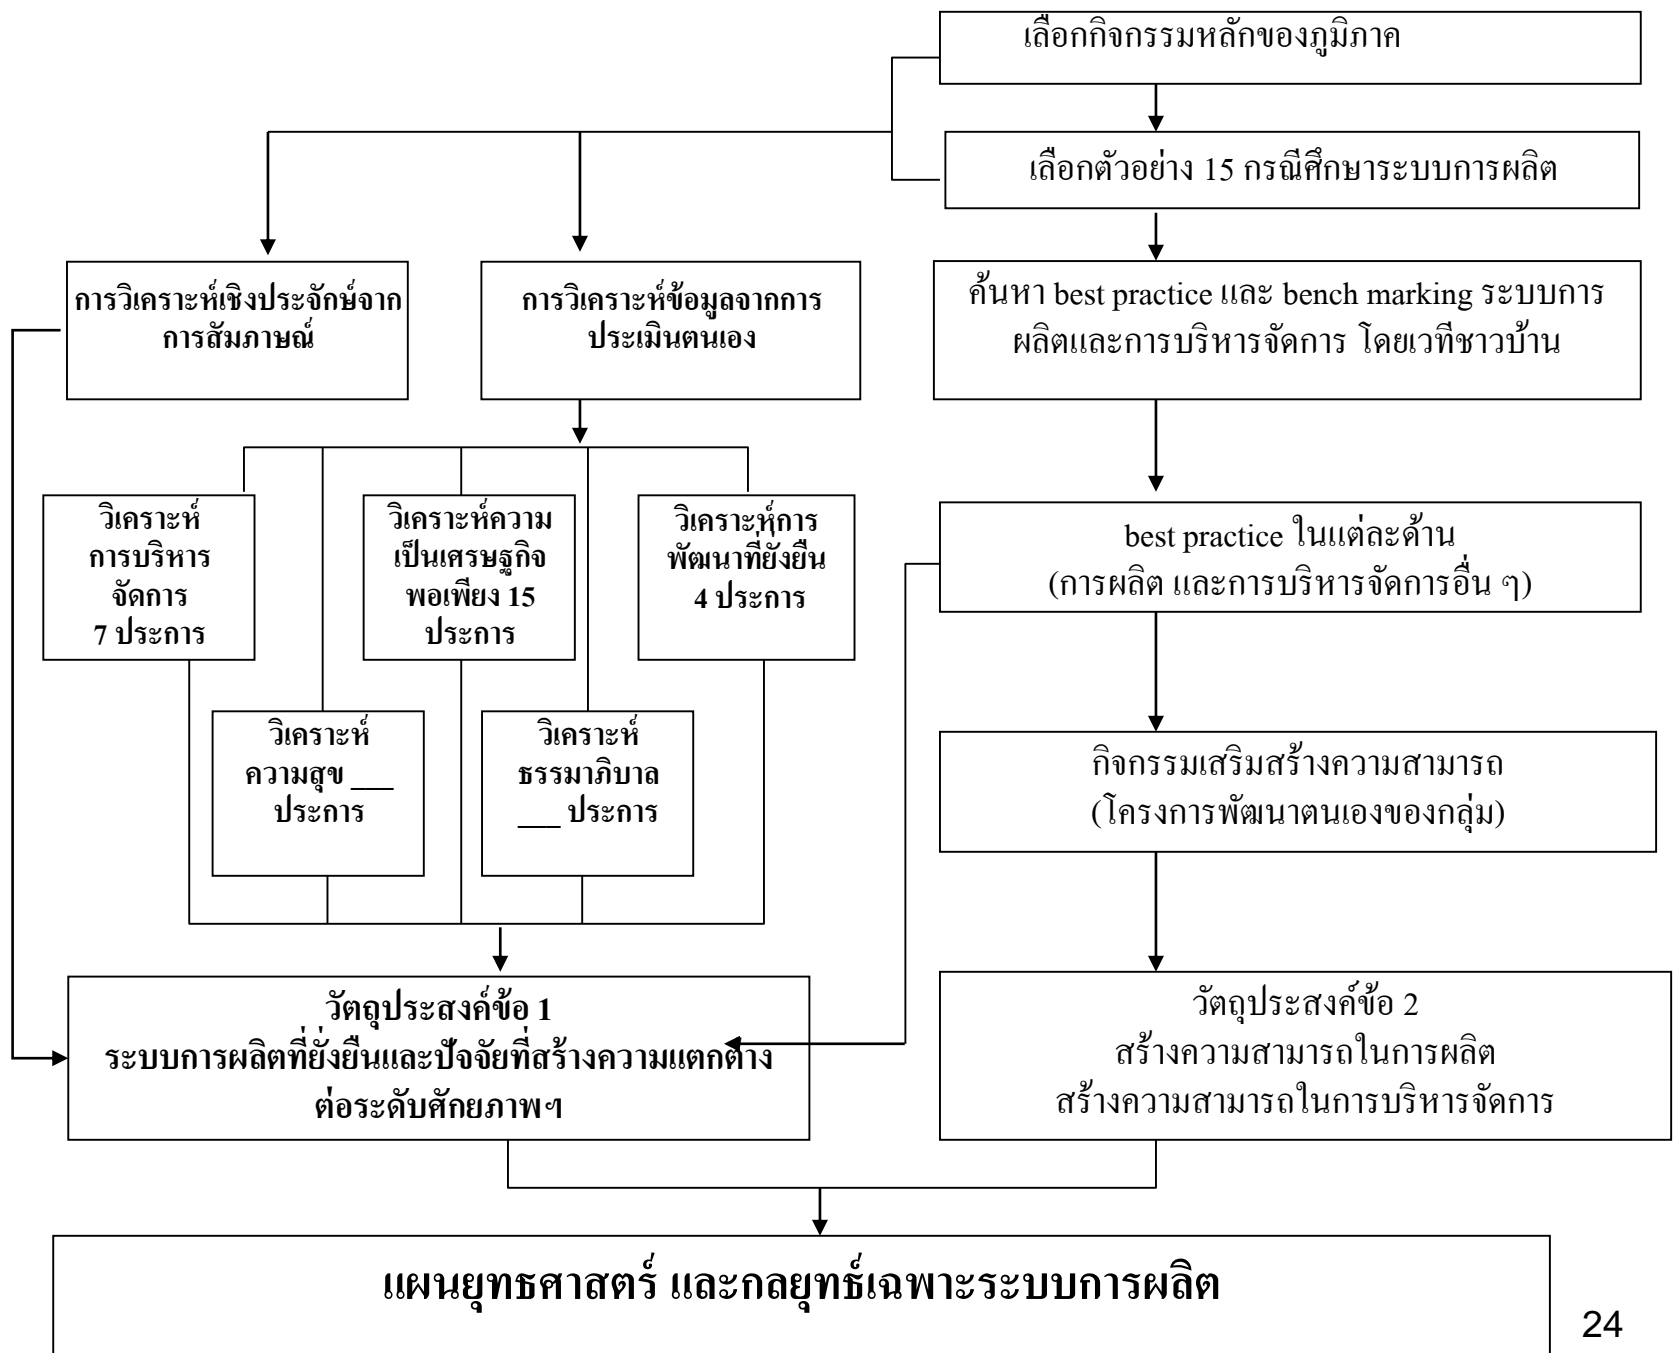 เลือกกิจกรรมหลักของภูมิภาค
เลือกตัวอย่าง 15 กรณีศึกษาระบบการผลิต
การวิเคราะห์เชิงประจักษ์จาก
การสัมภาษณ์
การวิเคราะห์ข้อมูลจากการ
ประเมินตนเอง
ค้นหา best practice และ bench marking ระบบการ
ผลิตและการบริหารจัดการ โดยเวทีชาวบ้าน
วิเคราะห์
การบริหาร
จัดการ
7 ประการ
วิเคราะห์ความ
เป็นเศรษฐกิจ
พอเพียง 15
ประการ
วิเคราะห์การ
พัฒนาที่ยั่งยืน
4 ประการ
best practice ในแต่ละด้าน
(การผลิต และการบริหารจัดการอื่น ๆ)
วิเคราะห์
ความสุข ___
ประการ
วิเคราะห์
ธรรมาภิบาล
___ ประการ
กิจกรรมเสริมสร้างความสามารถ
(โครงการพัฒนาตนเองของกลุ่ม)
วัตถุประสงค์ข้อ 1
ระบบการผลิตที่ยั่งยืนและปัจจัยที่สร้างความแตกต่าง
ต่อระดับศักยภาพฯ
วัตถุประสงค์ข้อ 2
สร้างความสามารถในการผลิต
สร้างความสามารถในการบริหารจัดการ
แผนยุทธศาสตร์ และกลยุทธ์เฉพาะระบบการผลิต
24